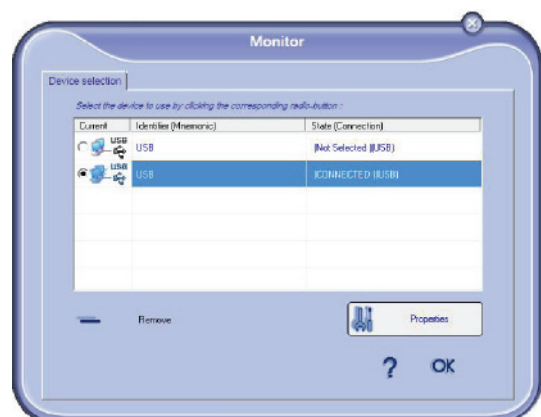 Monitor
Device selection
Select the device to use by clicking the corresponding radio-button :
Current Identifier (Mnemonic) State (Connection)
USB USB (Not Selected )(USB)
USB USB (CONNECTED )(USB)
Remove Properties
? OK